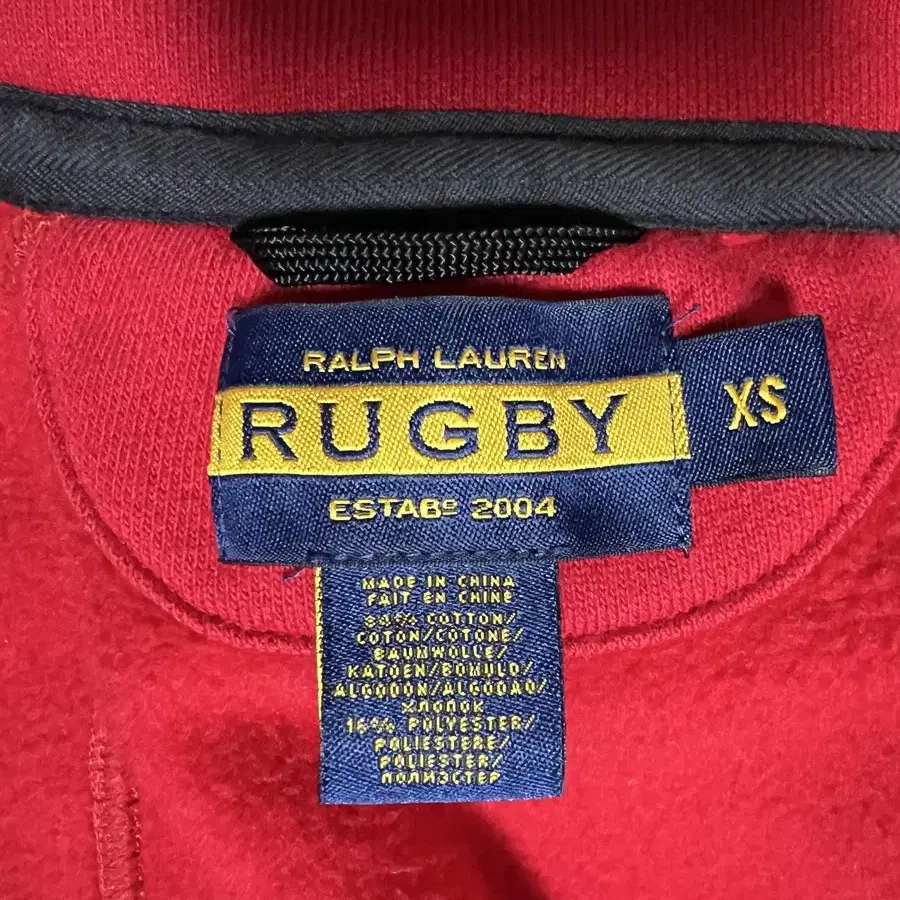 RALPH LAUREN
RUGBY
ESTABD 2004
XS
MADE IN CHINA
FAIT EN CHINE
84% COTTON/
COTON/COTONE/
BAUMWOLLE/
KATOEN/BOMULD/
ALGODON/ALGODAO/
ХЛОПОК
16% POLYESTER/
POLIESTERE/
POLIESTER/
ПОЛИЭСТЕР